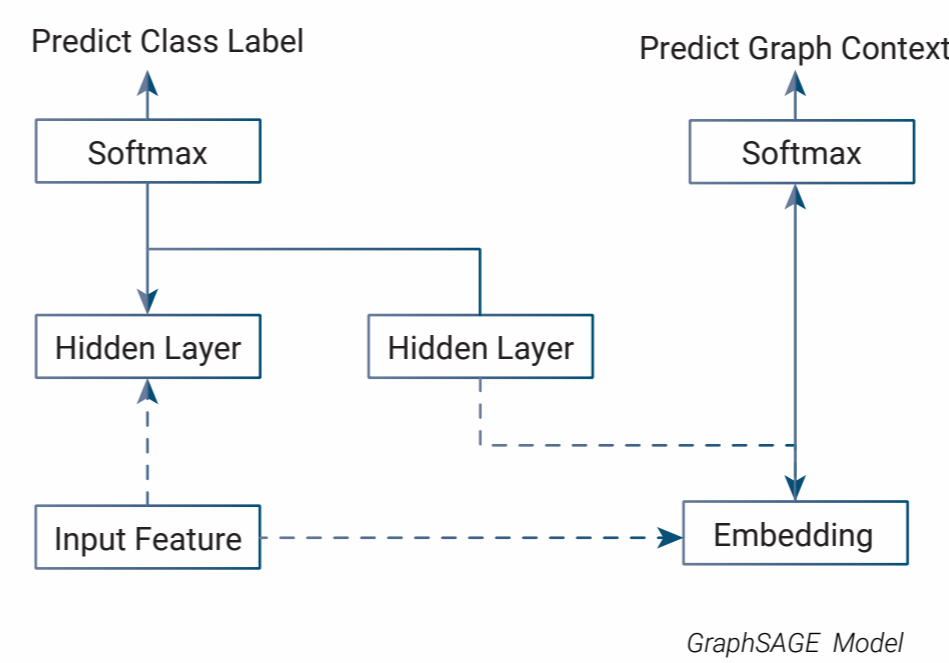 Predict Class Label
Predict Graph Context
Softmax
Softmax
Hidden Layer
Hidden Layer
Input Feature
Embedding
GraphSAGE Model